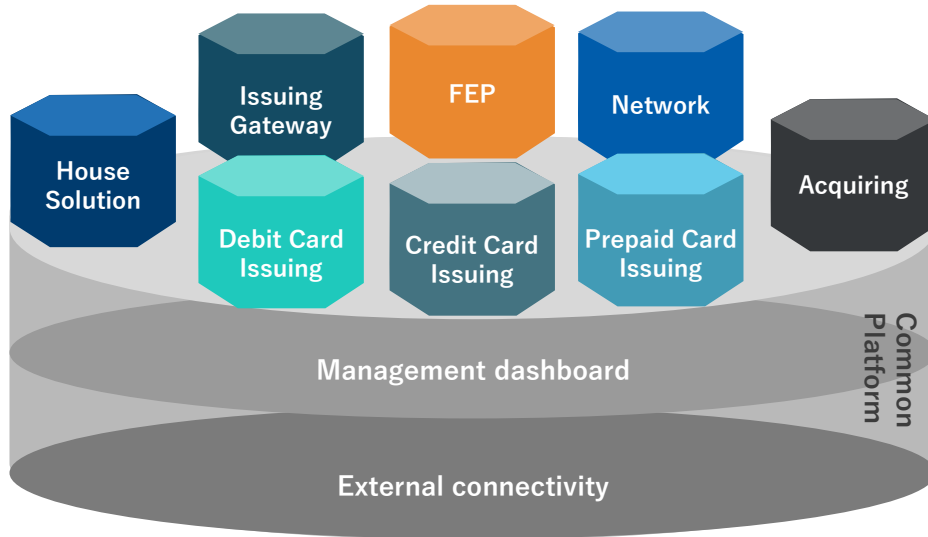 Issuing
Gateway
FEP
Network
House
Solution
Acquiring
Debit Card
Issuing
Credit Card
Issuing
Prepaid Card
Issuing
Common
Platform
Management dashboard
External connectivity